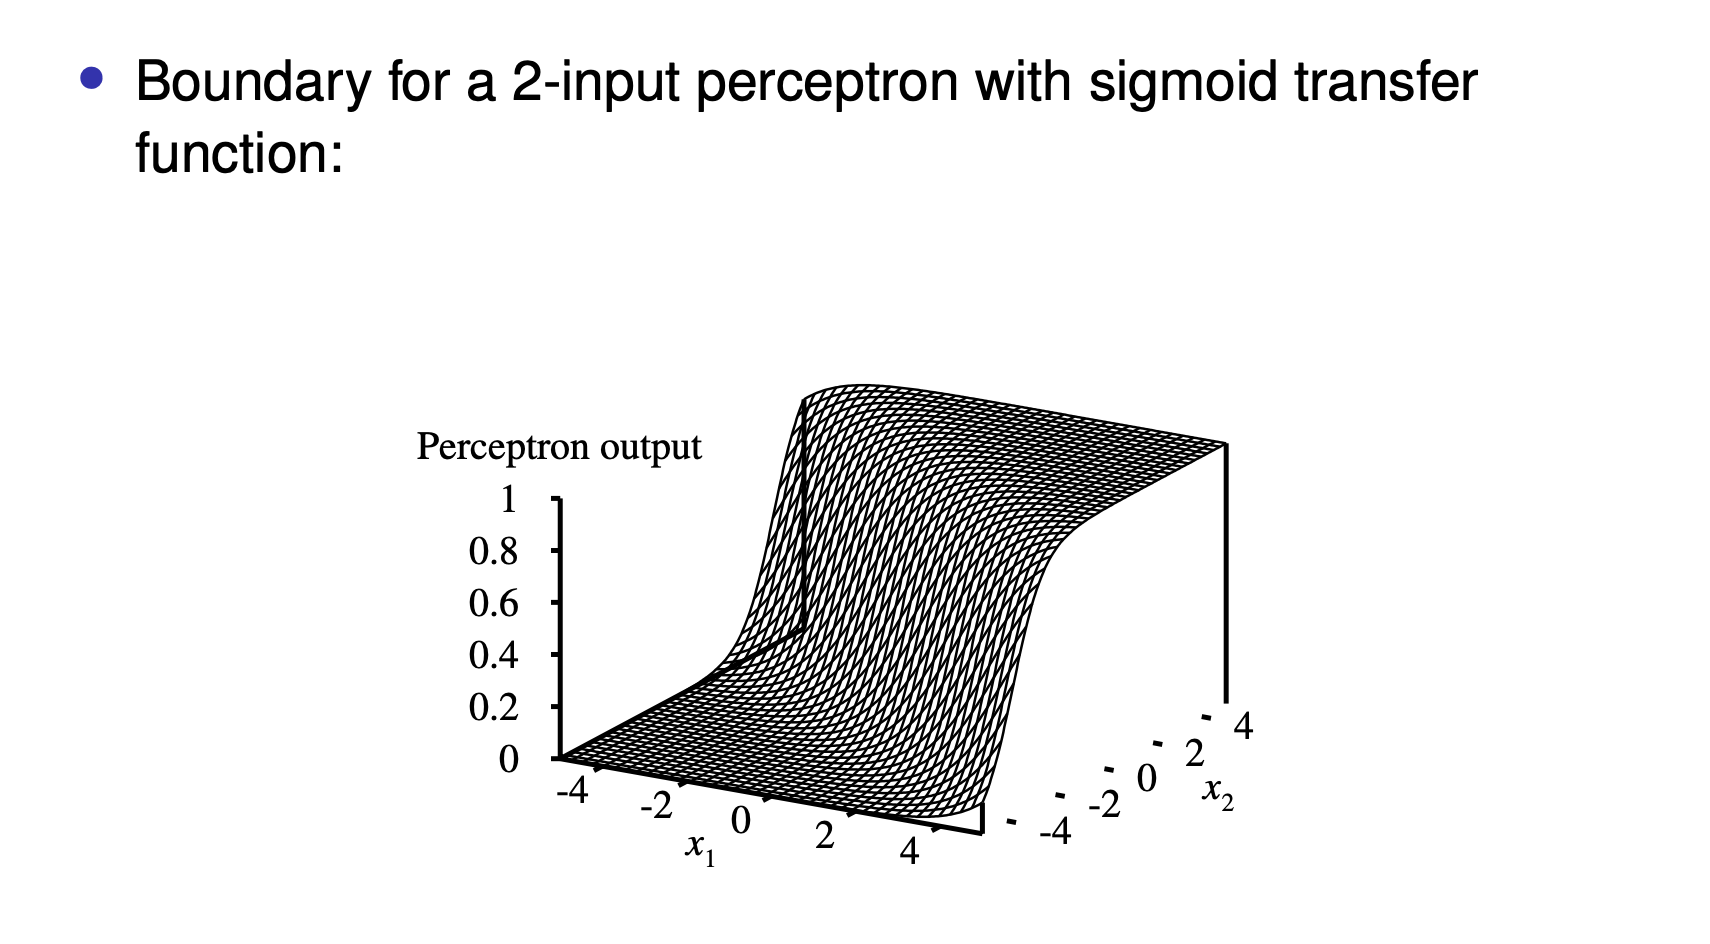 • Boundary for a 2-input perceptron with sigmoid transfer
function:
Perceptron output
1
0.8
0.6
0.4
0.2
0
-4 -2 0 2 4
x₁
-4 -2 0 2 4
x₂